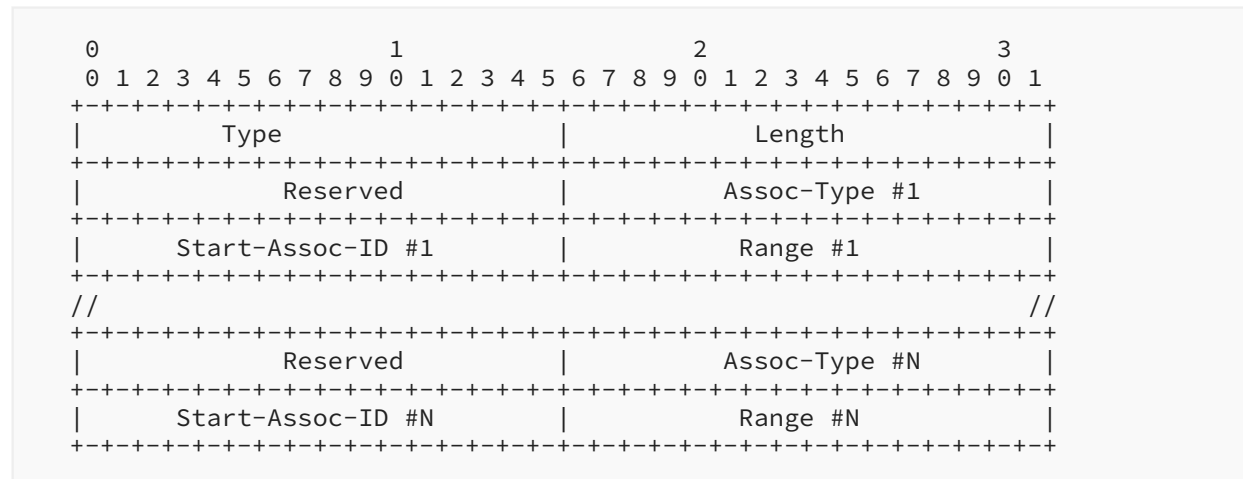 0                   1                   2                   3
 0 1 2 3 4 5 6 7 8 9 0 1 2 3 4 5 6 7 8 9 0 1 2 3 4 5 6 7 8 9 0 1
+-+-+-+-+-+-+-+-+-+-+-+-+-+-+-+-+-+-+-+-+-+-+-+-+-+-+-+-+-+-+-+-+
|         Type                  |            Length             |
+-+-+-+-+-+-+-+-+-+-+-+-+-+-+-+-+-+-+-+-+-+-+-+-+-+-+-+-+-+-+-+-+
|             Reserved          |          Assoc-Type #1        |
+-+-+-+-+-+-+-+-+-+-+-+-+-+-+-+-+-+-+-+-+-+-+-+-+-+-+-+-+-+-+-+-+
|      Start-Assoc-ID #1        |           Range #1            |
+-+-+-+-+-+-+-+-+-+-+-+-+-+-+-+-+-+-+-+-+-+-+-+-+-+-+-+-+-+-+-+-+
//                                                             //
+-+-+-+-+-+-+-+-+-+-+-+-+-+-+-+-+-+-+-+-+-+-+-+-+-+-+-+-+-+-+-+-+
|             Reserved          |          Assoc-Type #N        |
+-+-+-+-+-+-+-+-+-+-+-+-+-+-+-+-+-+-+-+-+-+-+-+-+-+-+-+-+-+-+-+-+
|      Start-Assoc-ID #N        |           Range #N            |
+-+-+-+-+-+-+-+-+-+-+-+-+-+-+-+-+-+-+-+-+-+-+-+-+-+-+-+-+-+-+-+-+